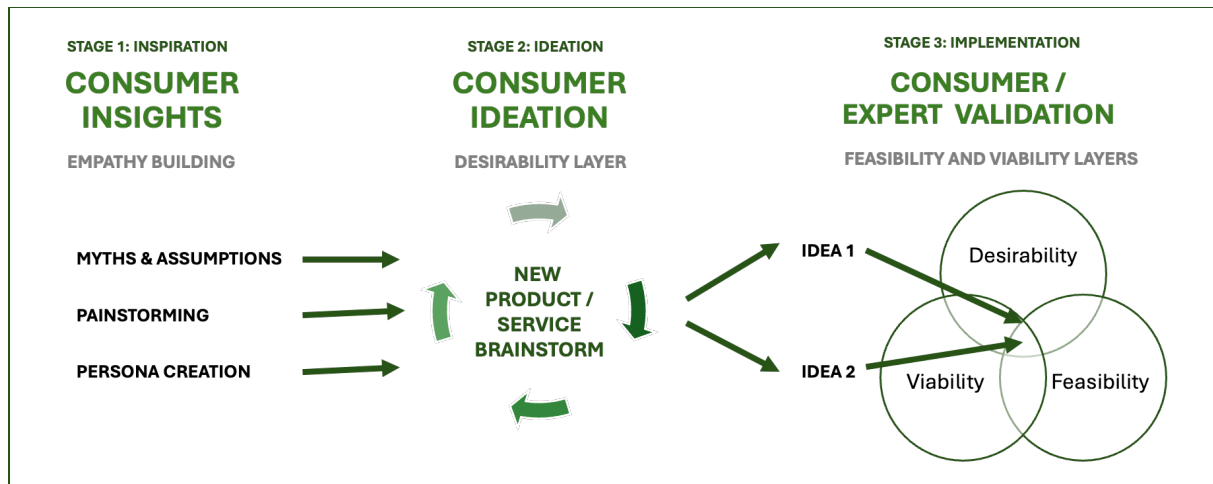 STAGE 1: INSPIRATION
CONSUMER
INSIGHTS
EMPATHY BUILDING
MYTHS & ASSUMPTIONS
PAINSTORMING
PERSONA CREATION
STAGE 2: IDEATION
CONSUMER
IDEATION
DESIRABILITY LAYER
NEW
PRODUCT /
SERVICE
BRAINSTORM
STAGE 3: IMPLEMENTATION
CONSUMER /
EXPERT VALIDATION
FEASIBILITY AND VIABILITY LAYERS
IDEA 1
IDEA 2
Desirability
Viability
Feasibility